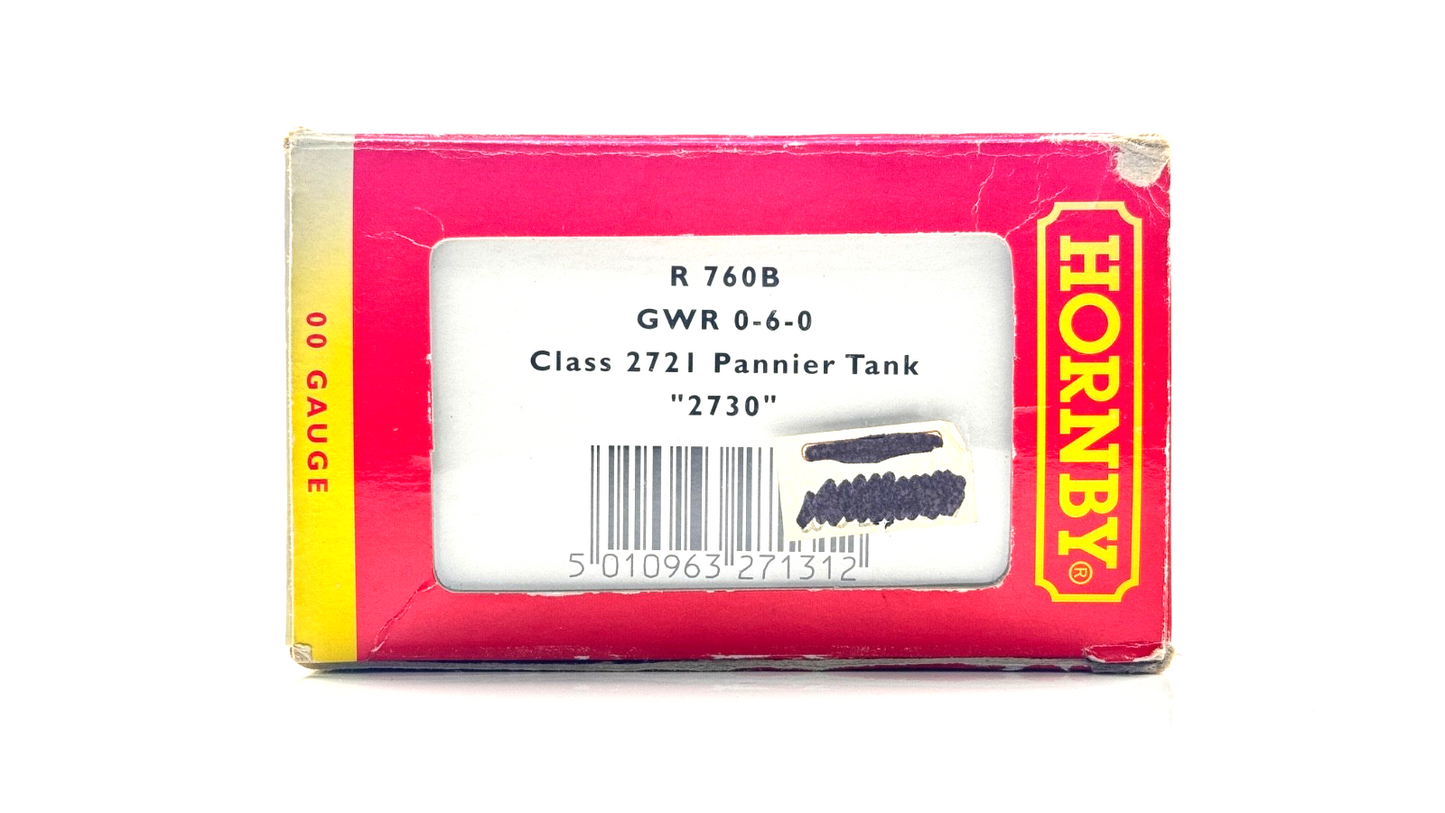 00 GAUGE
R 760B
GWR 0-6-0
Class 2721 Pannier Tank
"2730"
5 010963 271312
HORNBY®